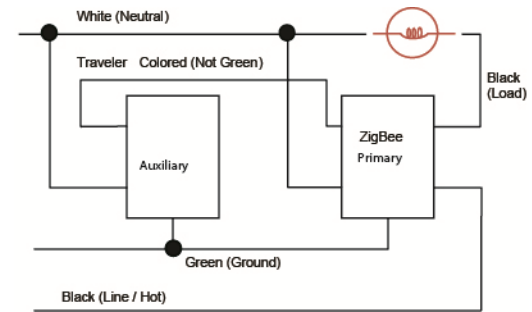 White (Neutral)
Traveler Colored (Not Green)
Black
(Load)
Auxiliary
ZigBee
Primary
Green (Ground)
Black (Line / Hot)